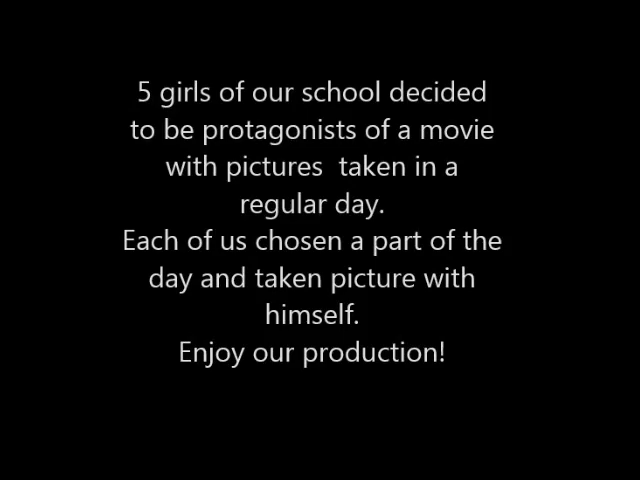 5 girls of our school decided
to be protagonists of a movie
with pictures  taken in a
regular day.
Each of us chosen a part of the
day and taken picture with
himself.
Enjoy our production!